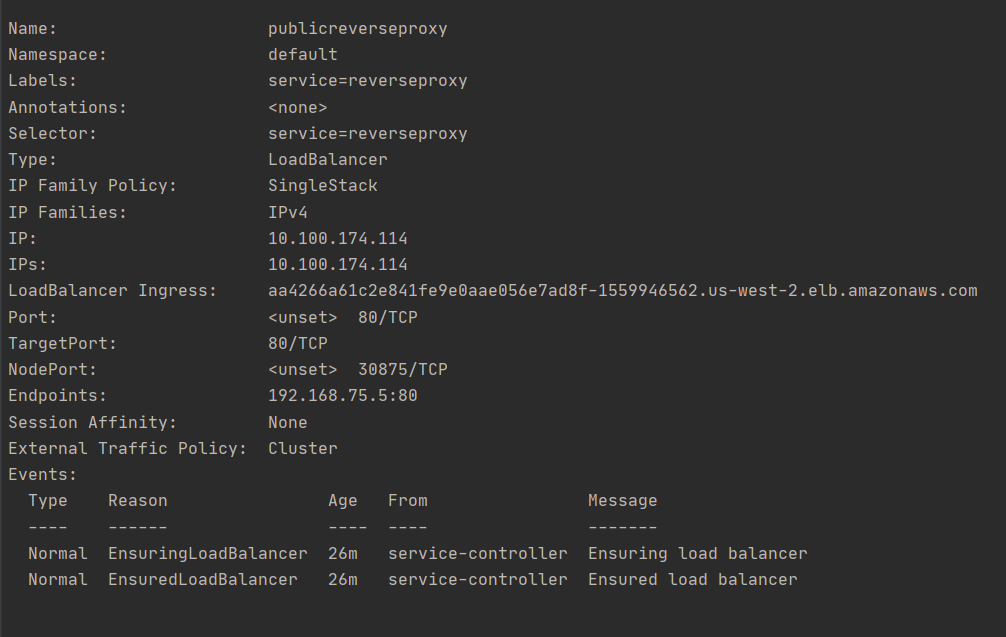 Name:                     publicreverseproxy
Namespace:                default
Labels:                   service=reverseproxy
Annotations:              <none>
Selector:                 service=reverseproxy
Type:                     LoadBalancer
IP Family Policy:         SingleStack
IP Families:              IPv4
IP:                       10.100.174.114
IPs:                      10.100.174.114
LoadBalancer Ingress:     aa4266a61c2e841fe9e0aae056e7ad8f-1559946562.us-west-2.elb.amazonaws.com
Port:                     <unset>  80/TCP
TargetPort:               80/TCP
NodePort:                 <unset>  30875/TCP
Endpoints:                192.168.75.5:80
Session Affinity:         None
External Traffic Policy:  Cluster
Events:
  Type    Reason                Age   From                Message
  ----    ------                ----  ----                -------
  Normal  EnsuringLoadBalancer  26m   service-controller  Ensuring load balancer
  Normal  EnsuredLoadBalancer   26m   service-controller  Ensured load balancer